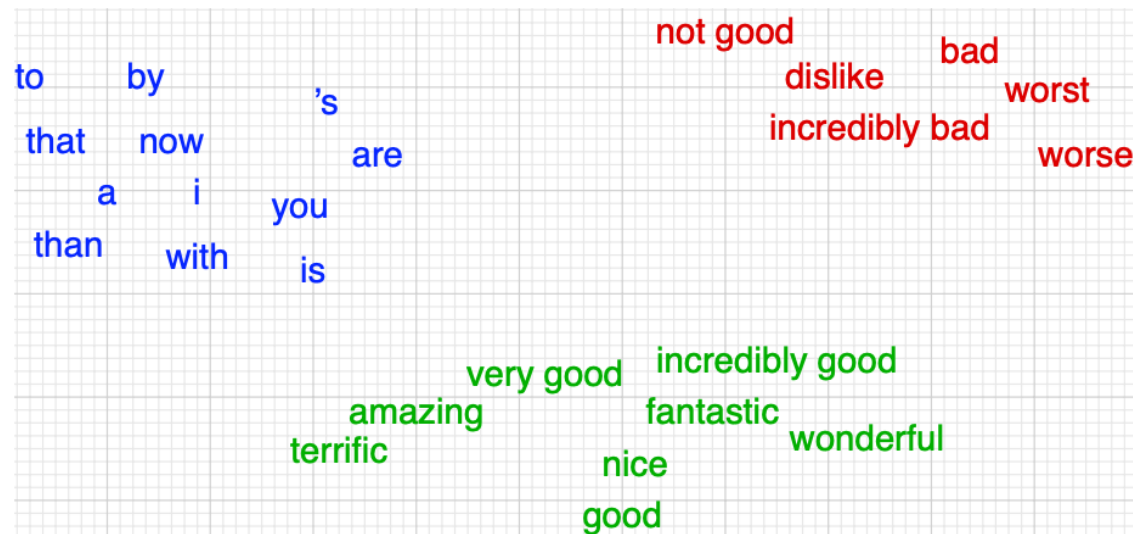 not good
bad
to by dislike
’s worst
that now incredibly bad
are worse
a i
you
than with
is
very good incredibly good
amazing fantastic
terrific wonderful
nice
good